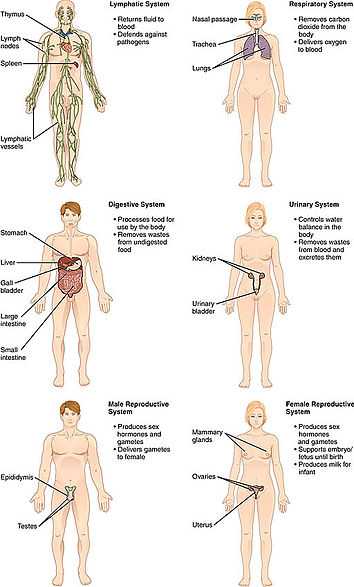 Lymphatic System
• Returns fluid to
blood
• Defends against
pathogens
Thymus
Lymph
nodes
Spleen
Lymphatic
vessels
Respiratory System
• Removes carbon
dioxide from the
body
• Delivers oxygen
to blood
Nasal passage
Trachea
Lungs
Digestive System
• Processes food for
use by the body
• Removes wastes
from undigested
food
Stomach
Liver
Gall
bladder
Large
intestine
Small
intestine
Urinary System
• Controls water
balance in the
body
• Removes wastes
from blood and
excretes them
Kidneys
Urinary
bladder
Male Reproductive
System
• Produces sex
hormones and
gametes
• Delivers gametes
to female
Epididymis
Testes
Female Reproductive
System
• Produces sex
hormones
and gametes
• Supports embryo/
fetus until birth
• Produces milk for
infant
Mammary
glands
Ovaries
Uterus